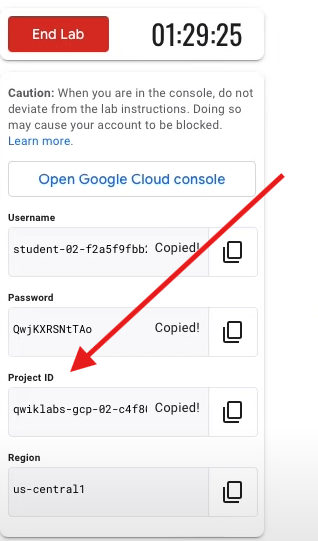 End Lab
01:29:25
Caution: When you are in the console, do not
deviate from the lab instructions. Doing so
may cause your account to be blocked.
Learn more.
Open Google Cloud console
Username
student-02-f2a5f9fbb Copied!
Password
QwjKXRSNtTAo Copied!
Project ID
qwiklabs-gcp-02-c4f8 Copied!
Region
us-central1